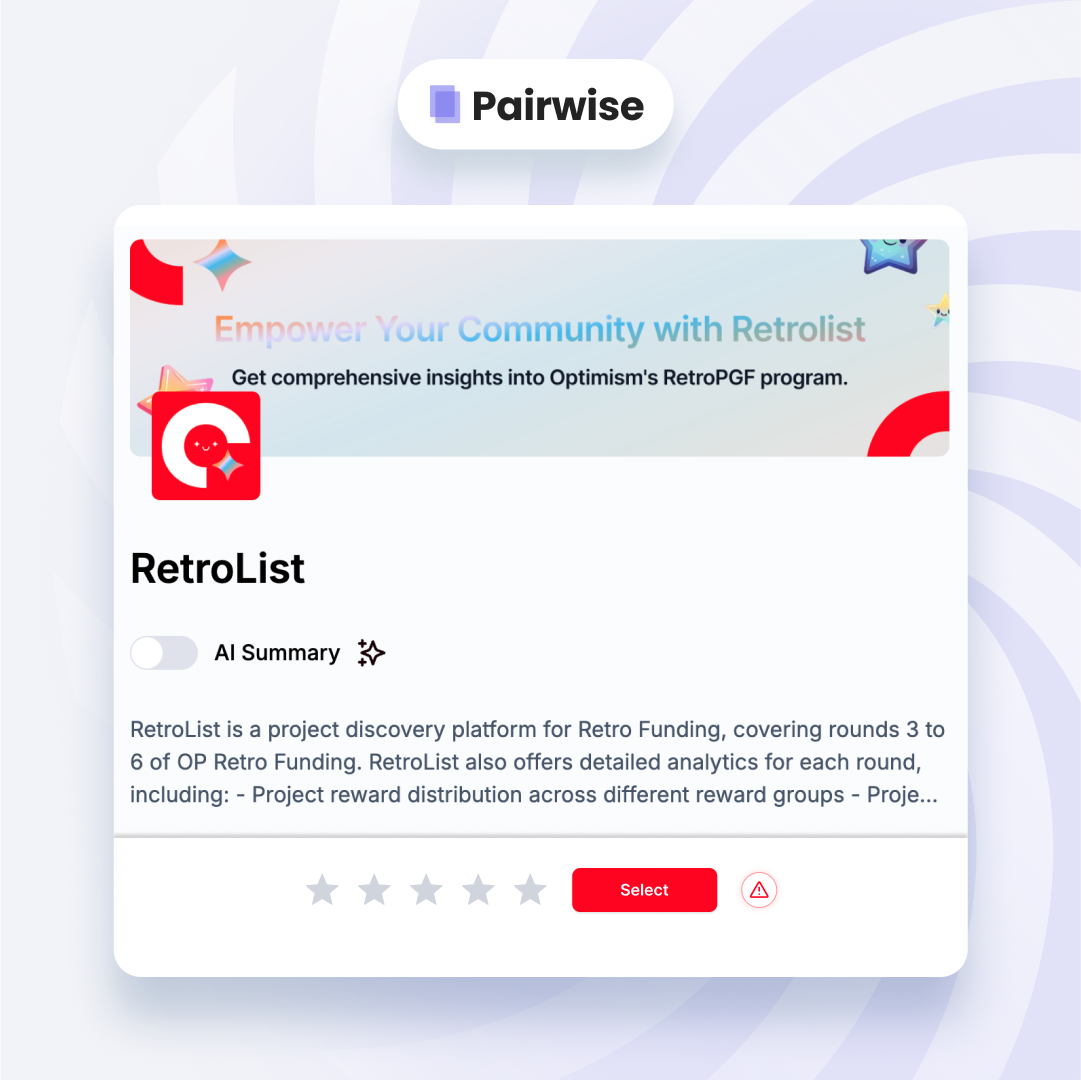 Pairwise
Empower Your Community with Retrolist
Get comprehensive insights into Optimism's RetroPGF program.
RetroList
AI Summary
RetroList is a project discovery platform for Retro Funding, covering rounds 3 to
6 of OP Retro Funding. RetroList also offers detailed analytics for each round,
including: - Project reward distribution across different reward groups - Proje...
Select